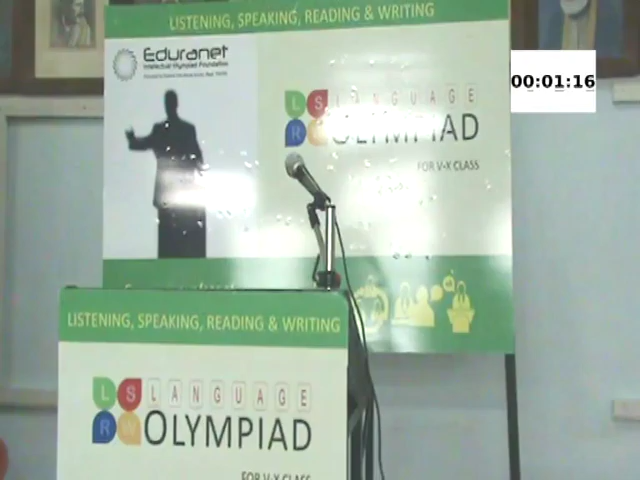 LISTENING, SPEAKING, READING & WRITING
Eduranet
Intellectual Olympiad Foundation
00:01:16
L S LANGUAGE
R OLYMPIAD
FOR V-X CLASS
LISTENING, SPEAKING, READING & WRITING
L S LANGUAGE
R W OLYMPIAD
FOR V-X CLASS